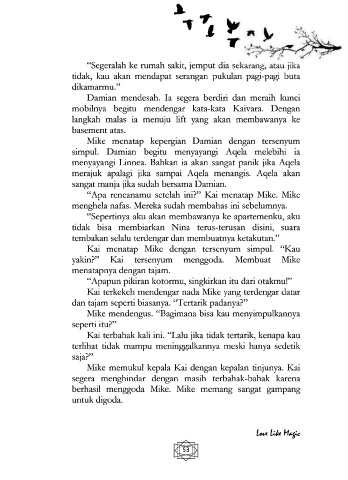 “Segeralah ke rumah sakit, jemput dia sekarang, atau jika
tidak, kau akan mendapat serangan pukulan pagi-pagi buta
dikamarmu.”
Damian mendesah. Ia segera berdiri dan meraih kunci
mobilnya begitu mendengar kata-kata Kaivara. Dengan
langkah malas ia menuju lift yang akan membawanya ke
basement atas.
Mike menatap kepergian Damian dengan tersenyum
simpul. Damian begitu menyayangi Aqela melebihi ia
menyayangi Linnea. Bahkan ia akan sangat panik jika Aqela
merajuk apalagi jika sampai Aqela menangis. Aqela akan
sangat manja jika sudah bersama Damian.
“Apa rencanamu setelah ini?” Kai menatap Mike. Mike
menghela nafas. Mereka sudah membahas ini sebelumnya.
“Sepertinya aku akan membawanya ke apartemenku, aku
tidak bisa membiarkan Nina terus-terusan disini, suara
tembakan selalu terdengar dan membuatnya ketakutan.”
Kai menatap Mike dengan tersenyum simpul. “Kau
yakin?” Kai tersenyum menggoda. Membuat Mike
menatapnya dengan tajam.
“Apapun pikiran kotormu, singkirkan itu dari otakmu!”
Kai terkekeh mendengar nada Mike yang terdengar datar
dan tajam seperti biasanya. “Tertarik padanya?”
Mike mendengus. “Bagaimana bisa kau menyimpulkannya
seperti itu?”
Kai terbahak kali ini. “Lalu jika tidak tertarik, kenapa kau
terlihat tidak mampu meninggalkannya meski hanya sedetik
saja?”
Mike memukul kepala Kai dengan kepalan tinjunya. Kai
segera menghindar dengan masih terbahak-bahak karena
berhasil menggoda Mike. Mike memang sangat gampang
untuk digoda.
Love Like Magic
53